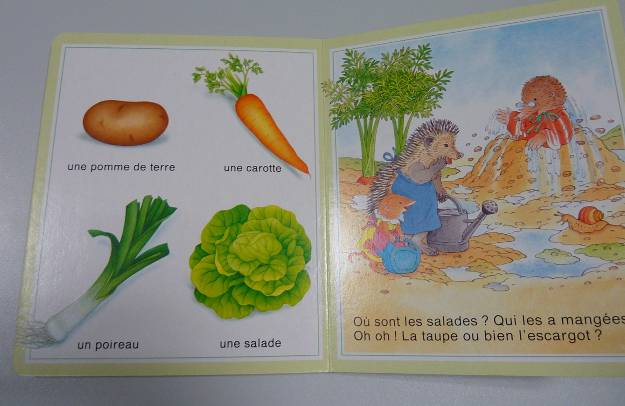 une pomme de terre
une carotte
un poireau
une salade
Où sont les salades ? Qui les a mangées
Oh oh ! La taupe ou bien l'escargot ?